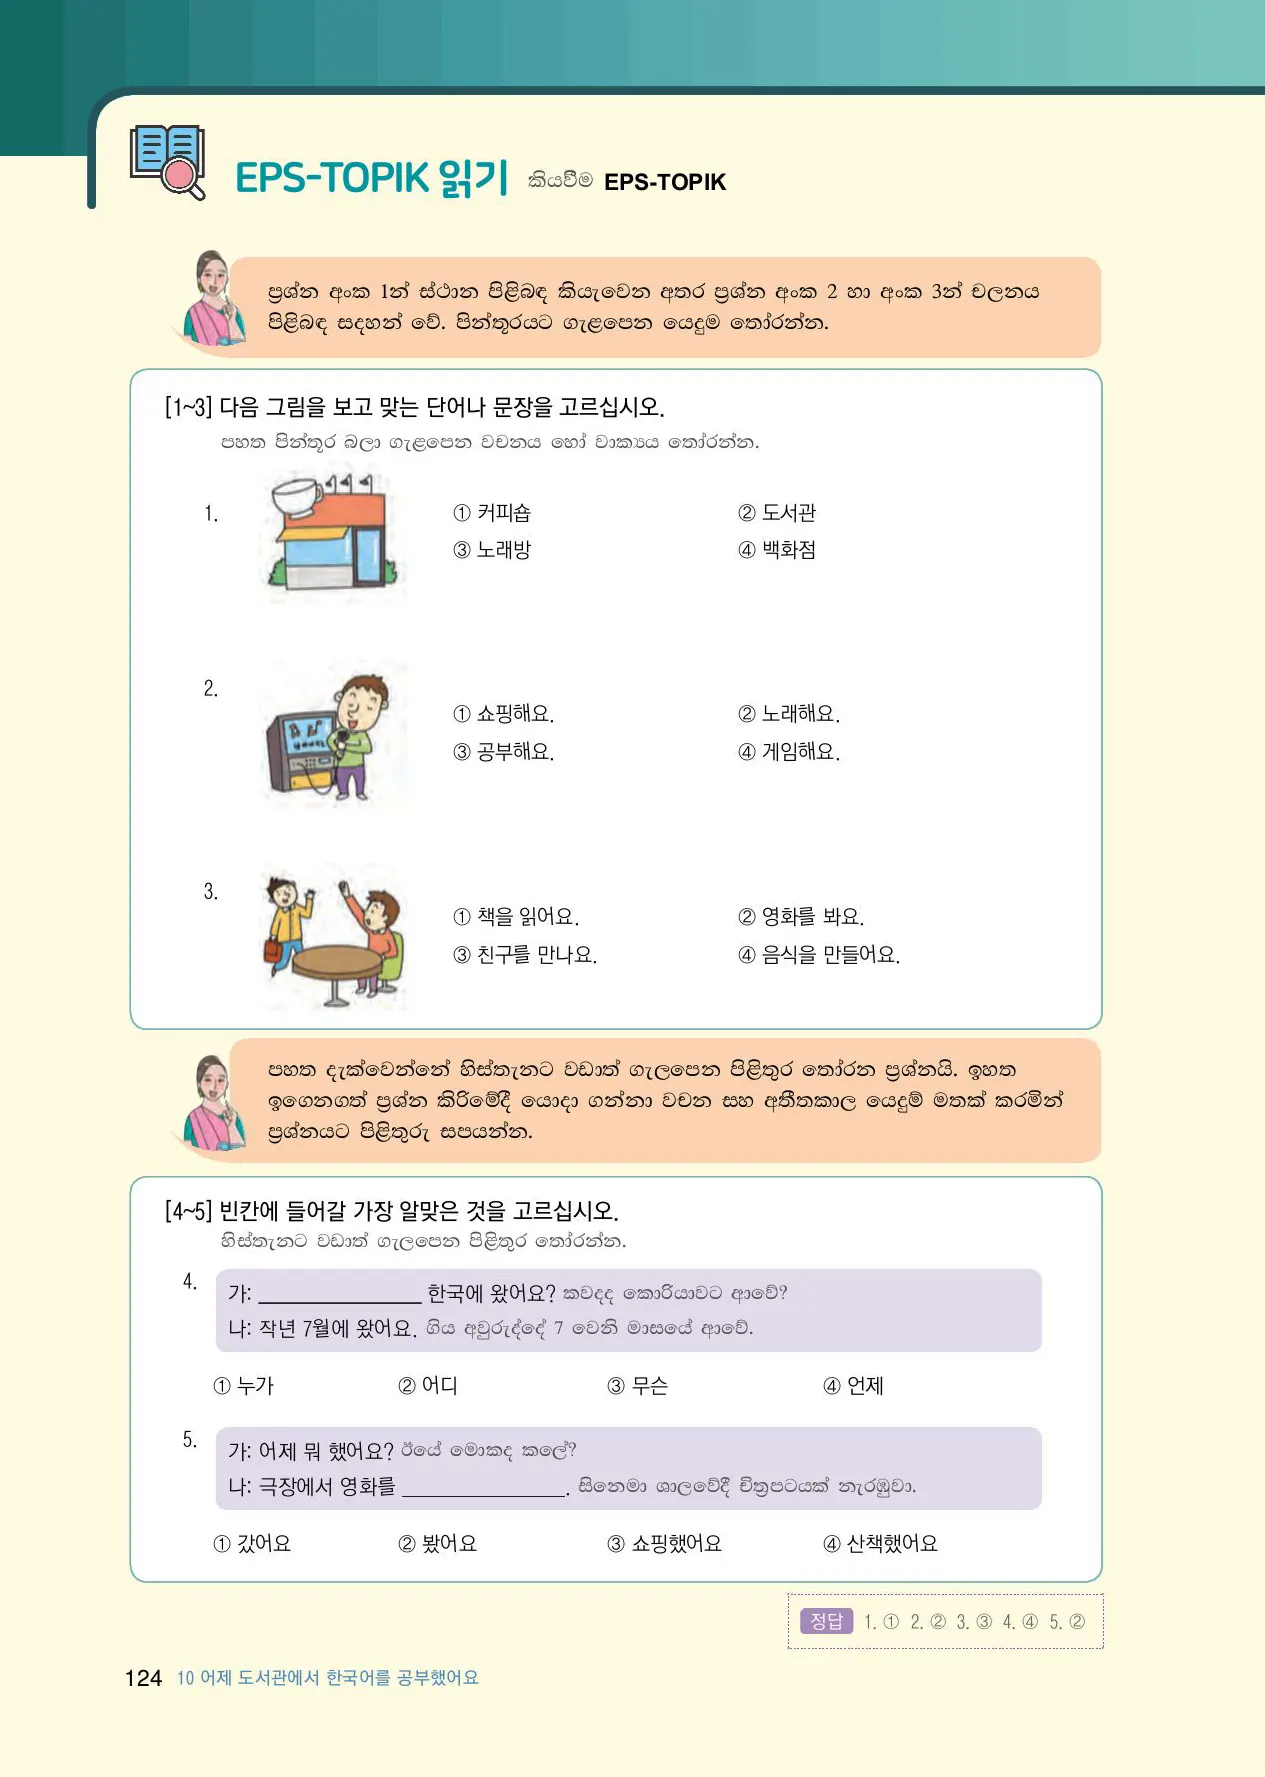 EPS-TOPIK 읽기 කියවීම EPS-TOPIK
ප්‍රශ්න අංක 1න් ස්ථාන පිළිබඳ කියැවෙන අතර ප්‍රශ්න අංක 2 හා අංක 3න් චලනය
පිළිබඳ සඳහන් වේ. පින්තූරයට ගැළපෙන යෙදුම තෝරන්න.
[1~3] 다음 그림을 보고 맞는 단어나 문장을 고르십시오.
පහත පින්තූර බලා ගැළපෙන වචනය හෝ වාක්‍යය තෝරන්න.
1.
① 커피숍 ② 도서관
③ 노래방 ④ 백화점
2.
① 쇼핑해요. ② 노래해요.
③ 공부해요. ④ 게임해요.
3.
① 책을 읽어요. ② 영화를 봐요.
③ 친구를 만나요. ④ 음식을 만들어요.
පහත දැක්වෙන්නේ හිස්තැනට වඩාත් ගැලපෙන පිළිතුර තෝරන ප්‍රශ්නයි. ඉහත
ඉගෙනගත් ප්‍රශ්න කිරීමේදී යොදා ගන්නා වචන සහ අතීතකාල යෙදුම් මතක් කරමින්
ප්‍රශ්නයට පිළිතුරු සපයන්න.
[4~5] 빈칸에 들어갈 가장 알맞은 것을 고르십시오.
හිස්තැනට වඩාත් ගැලපෙන පිළිතුර තෝරන්න.
4.
가: _______________ 한국에 왔어요? කවදද කොරියාවට ආවේ?
나: 작년 7월에 왔어요. ගිය අවුරුද්දේ 7 වෙනි මාසයේ ආවේ.
① 누가 ② 어디 ③ 무슨 ④ 언제
5.
가: 어제 뭐 했어요? ඊයේ මොකද කලේ?
나: 극장에서 영화를 _______________. සිනෙමා ශාලවේදී චිත්‍රපටයක් නැරඹුවා.
① 갔어요 ② 봤어요 ③ 쇼핑했어요 ④ 산책했어요
정답 1. ① 2. ② 3. ③ 4. ④ 5. ②
124 10 어제 도서관에서 한국어를 공부했어요